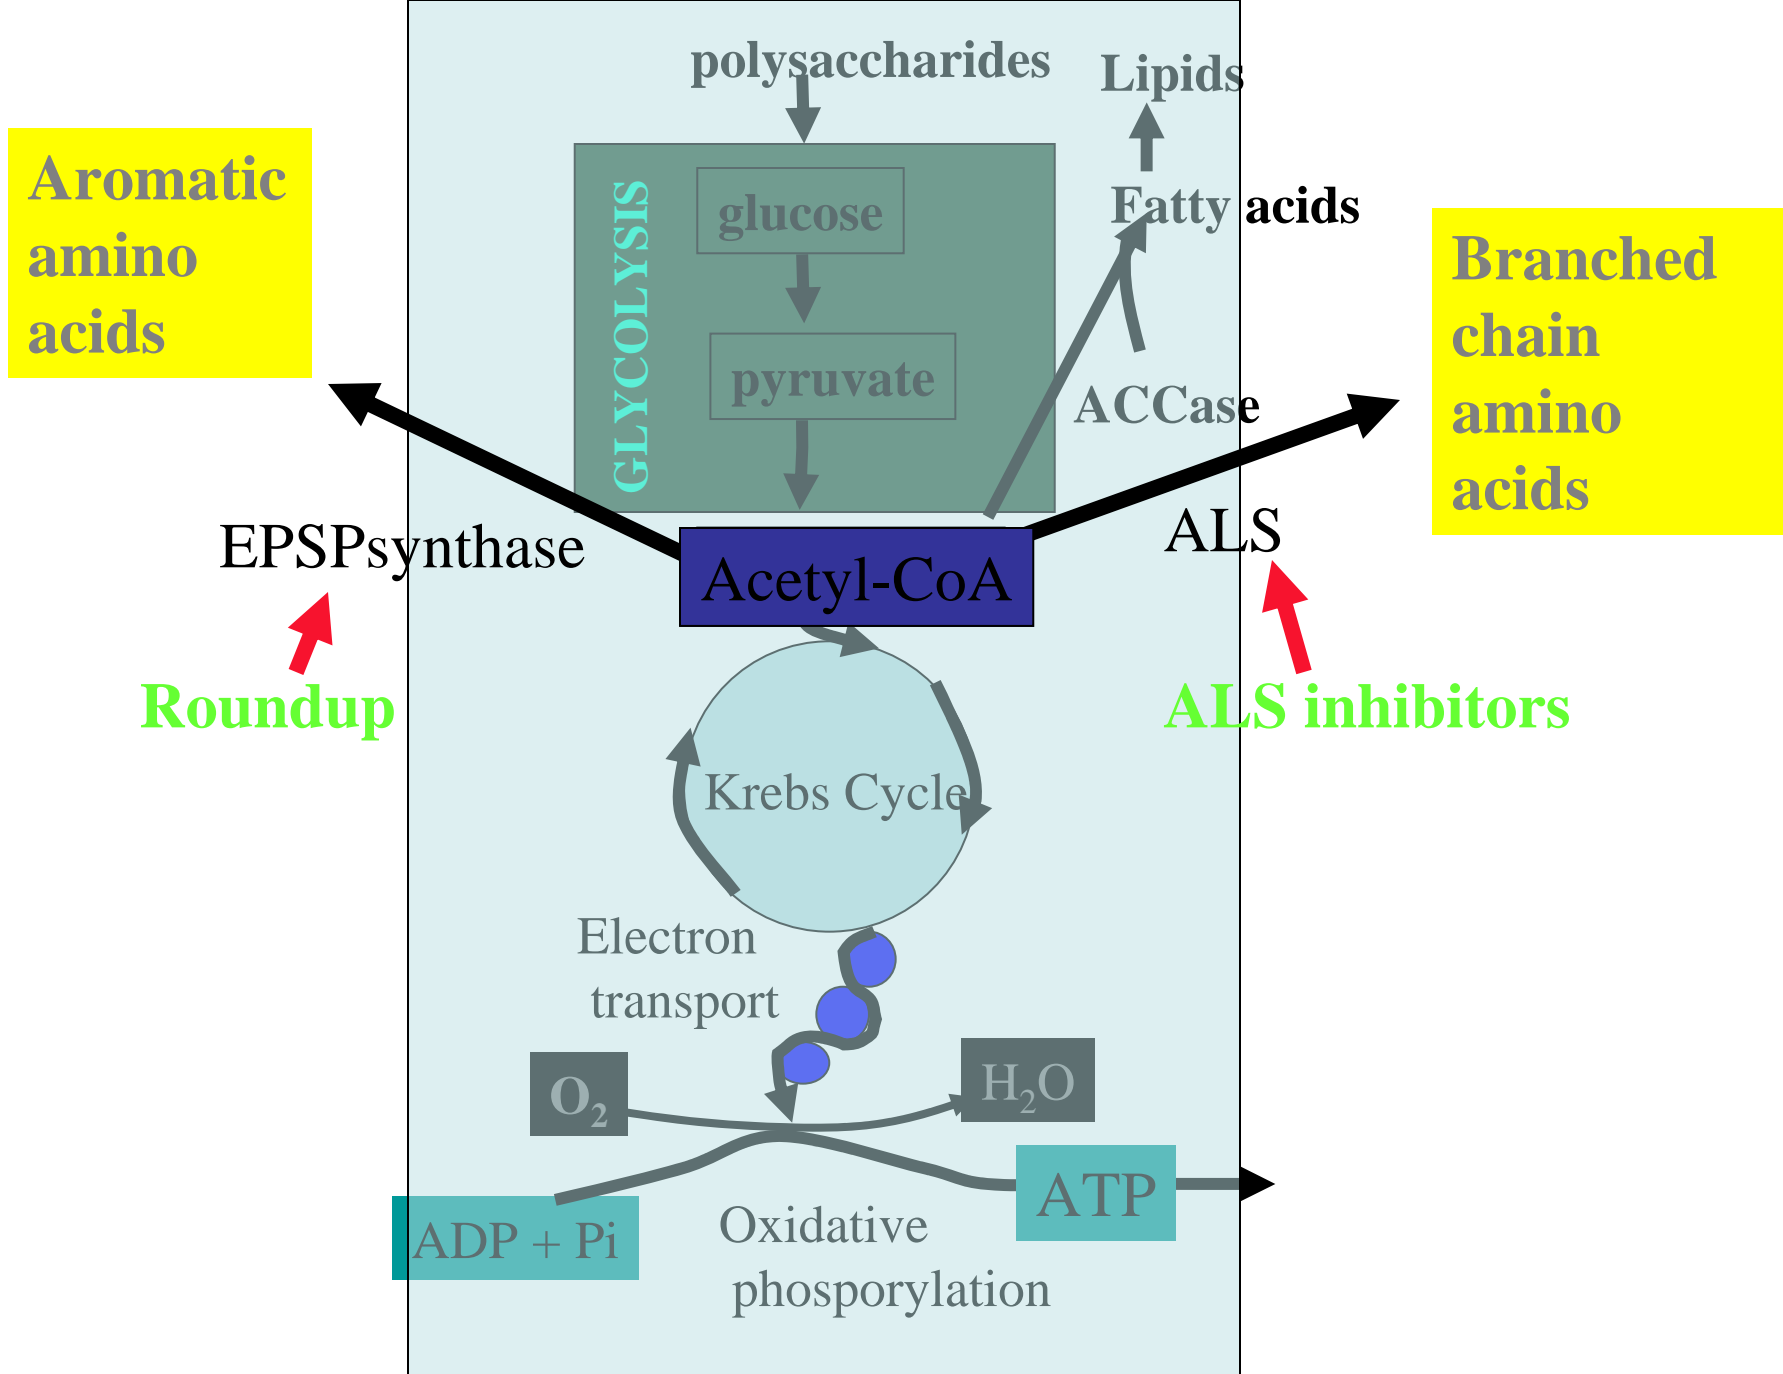 polysaccharides
Lipids
Aromatic
amino
acids
GLYCOLYSIS
glucose
Fatty acids
Branched
chain
amino
acids
pyruvate
ACCase
EPSPsynthase
Acetyl-CoA
ALS
Roundup
ALS inhibitors
Krebs Cycle
Electron
transport
O₂
H₂O
ATP
ADP + Pi
Oxidative
phosporylation